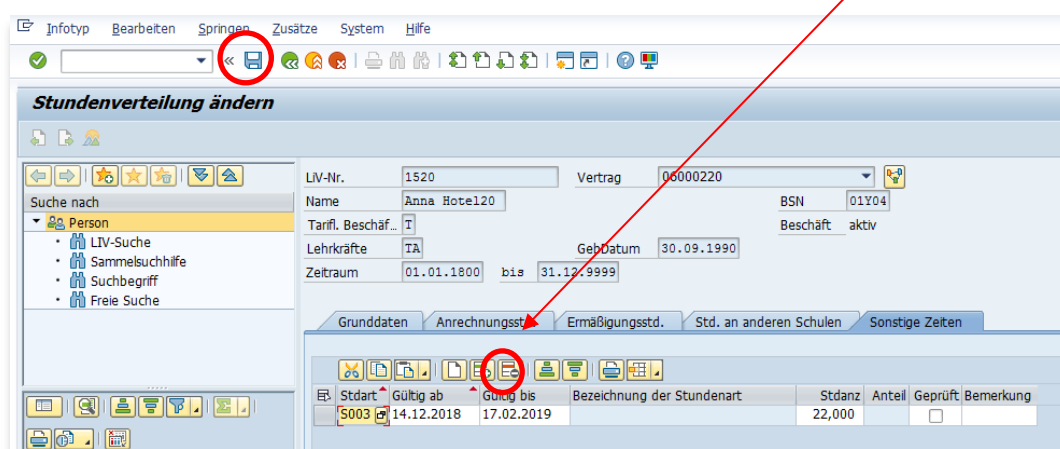 Infotyp Bearbeiten Springen Zusätze System Hilfe
Stundenverteilung ändern
Suche nach
Person
LIV-Suche
Sammelsuchhilfe
Suchbegriff
Freie Suche
LiV-Nr. 1520 Vertrag 06000220
Name Anna Hotel20 BSN 01Y04
Tarifl. Beschäf... T Beschäft aktiv
Lehrkräfte TA GebDatum 30.09.1990
Zeitraum 01.01.1800 bis 31.12.9999
Grunddaten Anrechnungsstd. Ermäßigungsstd. Std. an anderen Schulen Sonstige Zeiten
Stdart Gültig ab Gültig bis Bezeichnung der Stundenart Stdanz Anteil Geprüft Bemerkung
S003 14.12.2018 17.02.2019 22,000